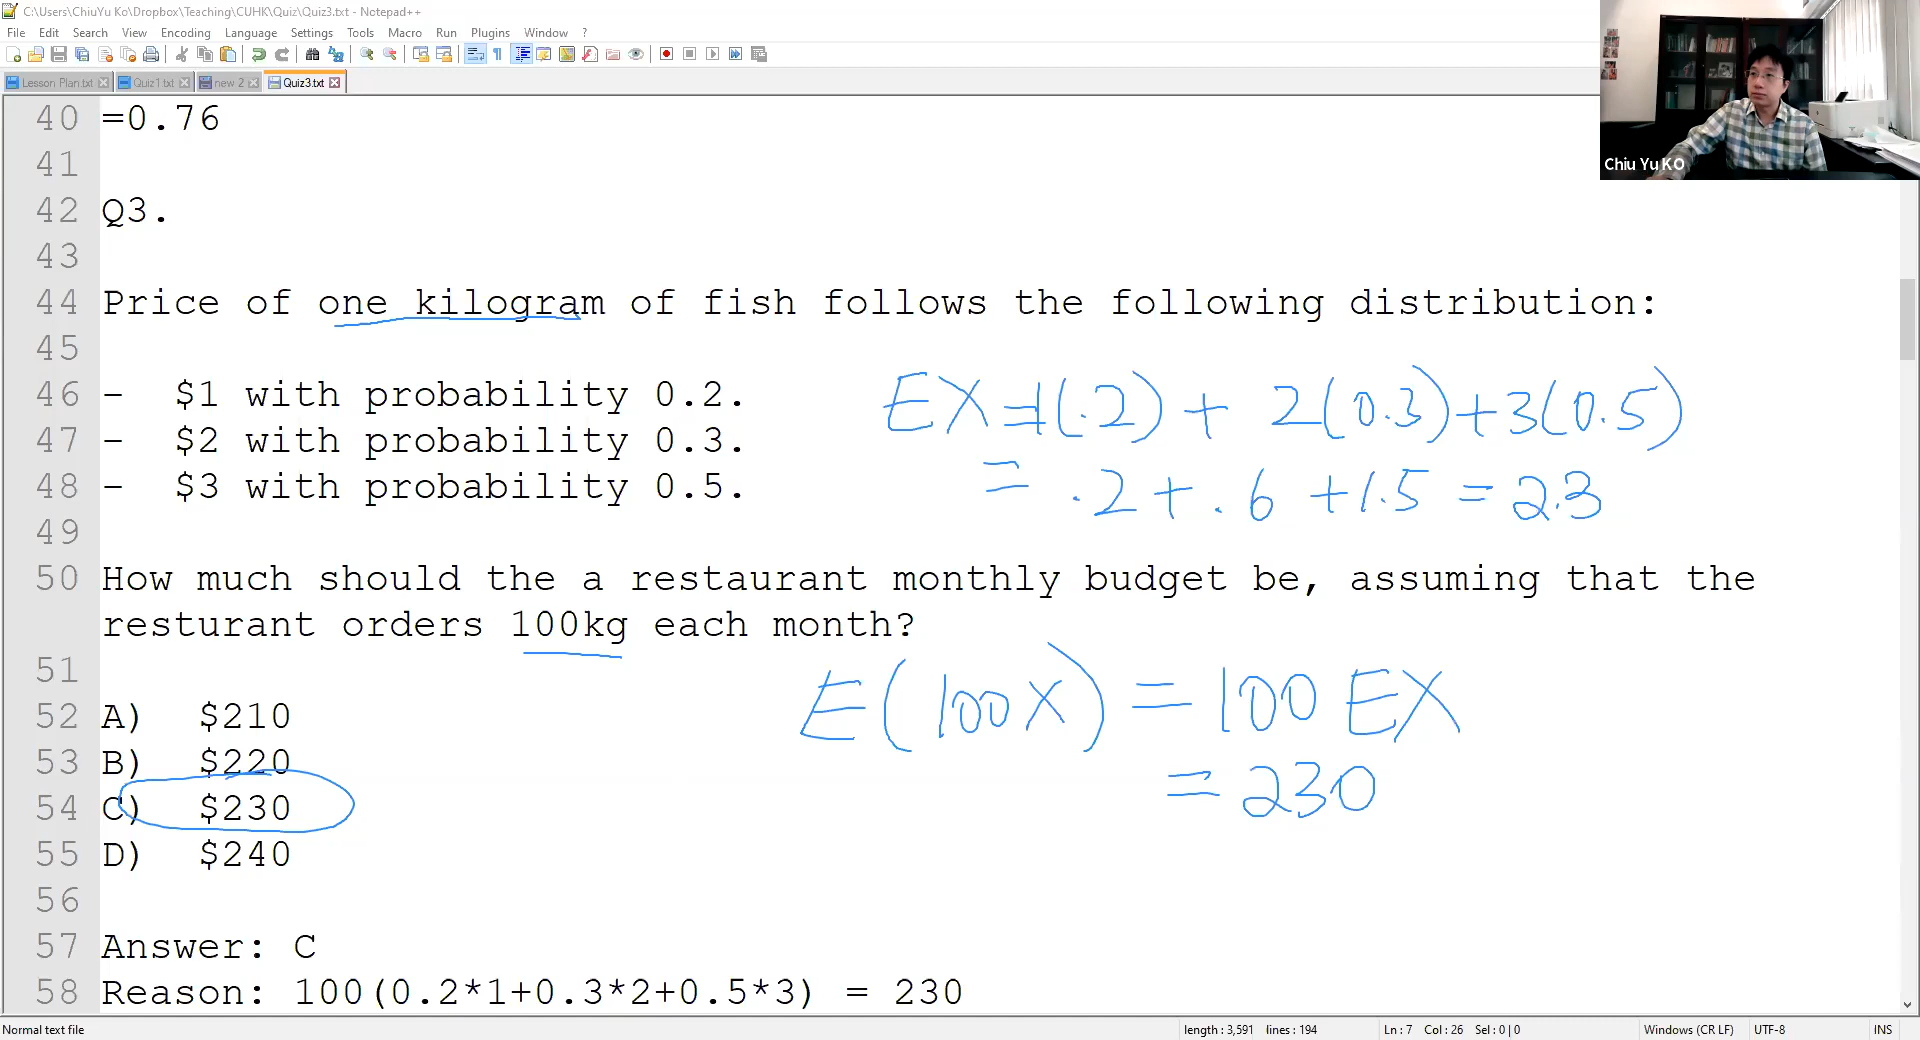 C:\Users\ChiuYu Ko\Dropbox\Teaching\CUHK\Quiz\Quiz3.txt - Notepad++
File Edit Search View Encoding Language Settings Tools Macro Run Plugins Window ?
Lesson Plan.txt Quiz1.txt new 2 Quiz3.txt
Chiu Yu KO
40 =0.76
41
42 Q3.
43
44 Price of one kilogram of fish follows the following distribution:
45
46 - $1 with probability 0.2.
EX=1(.2) + 2(0.3)+3(0.5)
47 - $2 with probability 0.3.
48 - $3 with probability 0.5.
= .2 + .6 +1.5 = 2.3
49
50 How much should the a restaurant monthly budget be, assuming that the
resturant orders 100kg each month?
51
E(100X) = 100 EX
52 A) $210
53 B) $220
= 230
54 C) $230
55 D) $240
56
57 Answer: C
58 Reason: 100(0.2*1+0.3*2+0.5*3) = 230
Normal text file length : 3,591 lines : 194 Ln : 7 Col : 26 Sel : 0 | 0 Windows (CR LF) UTF-8 INS